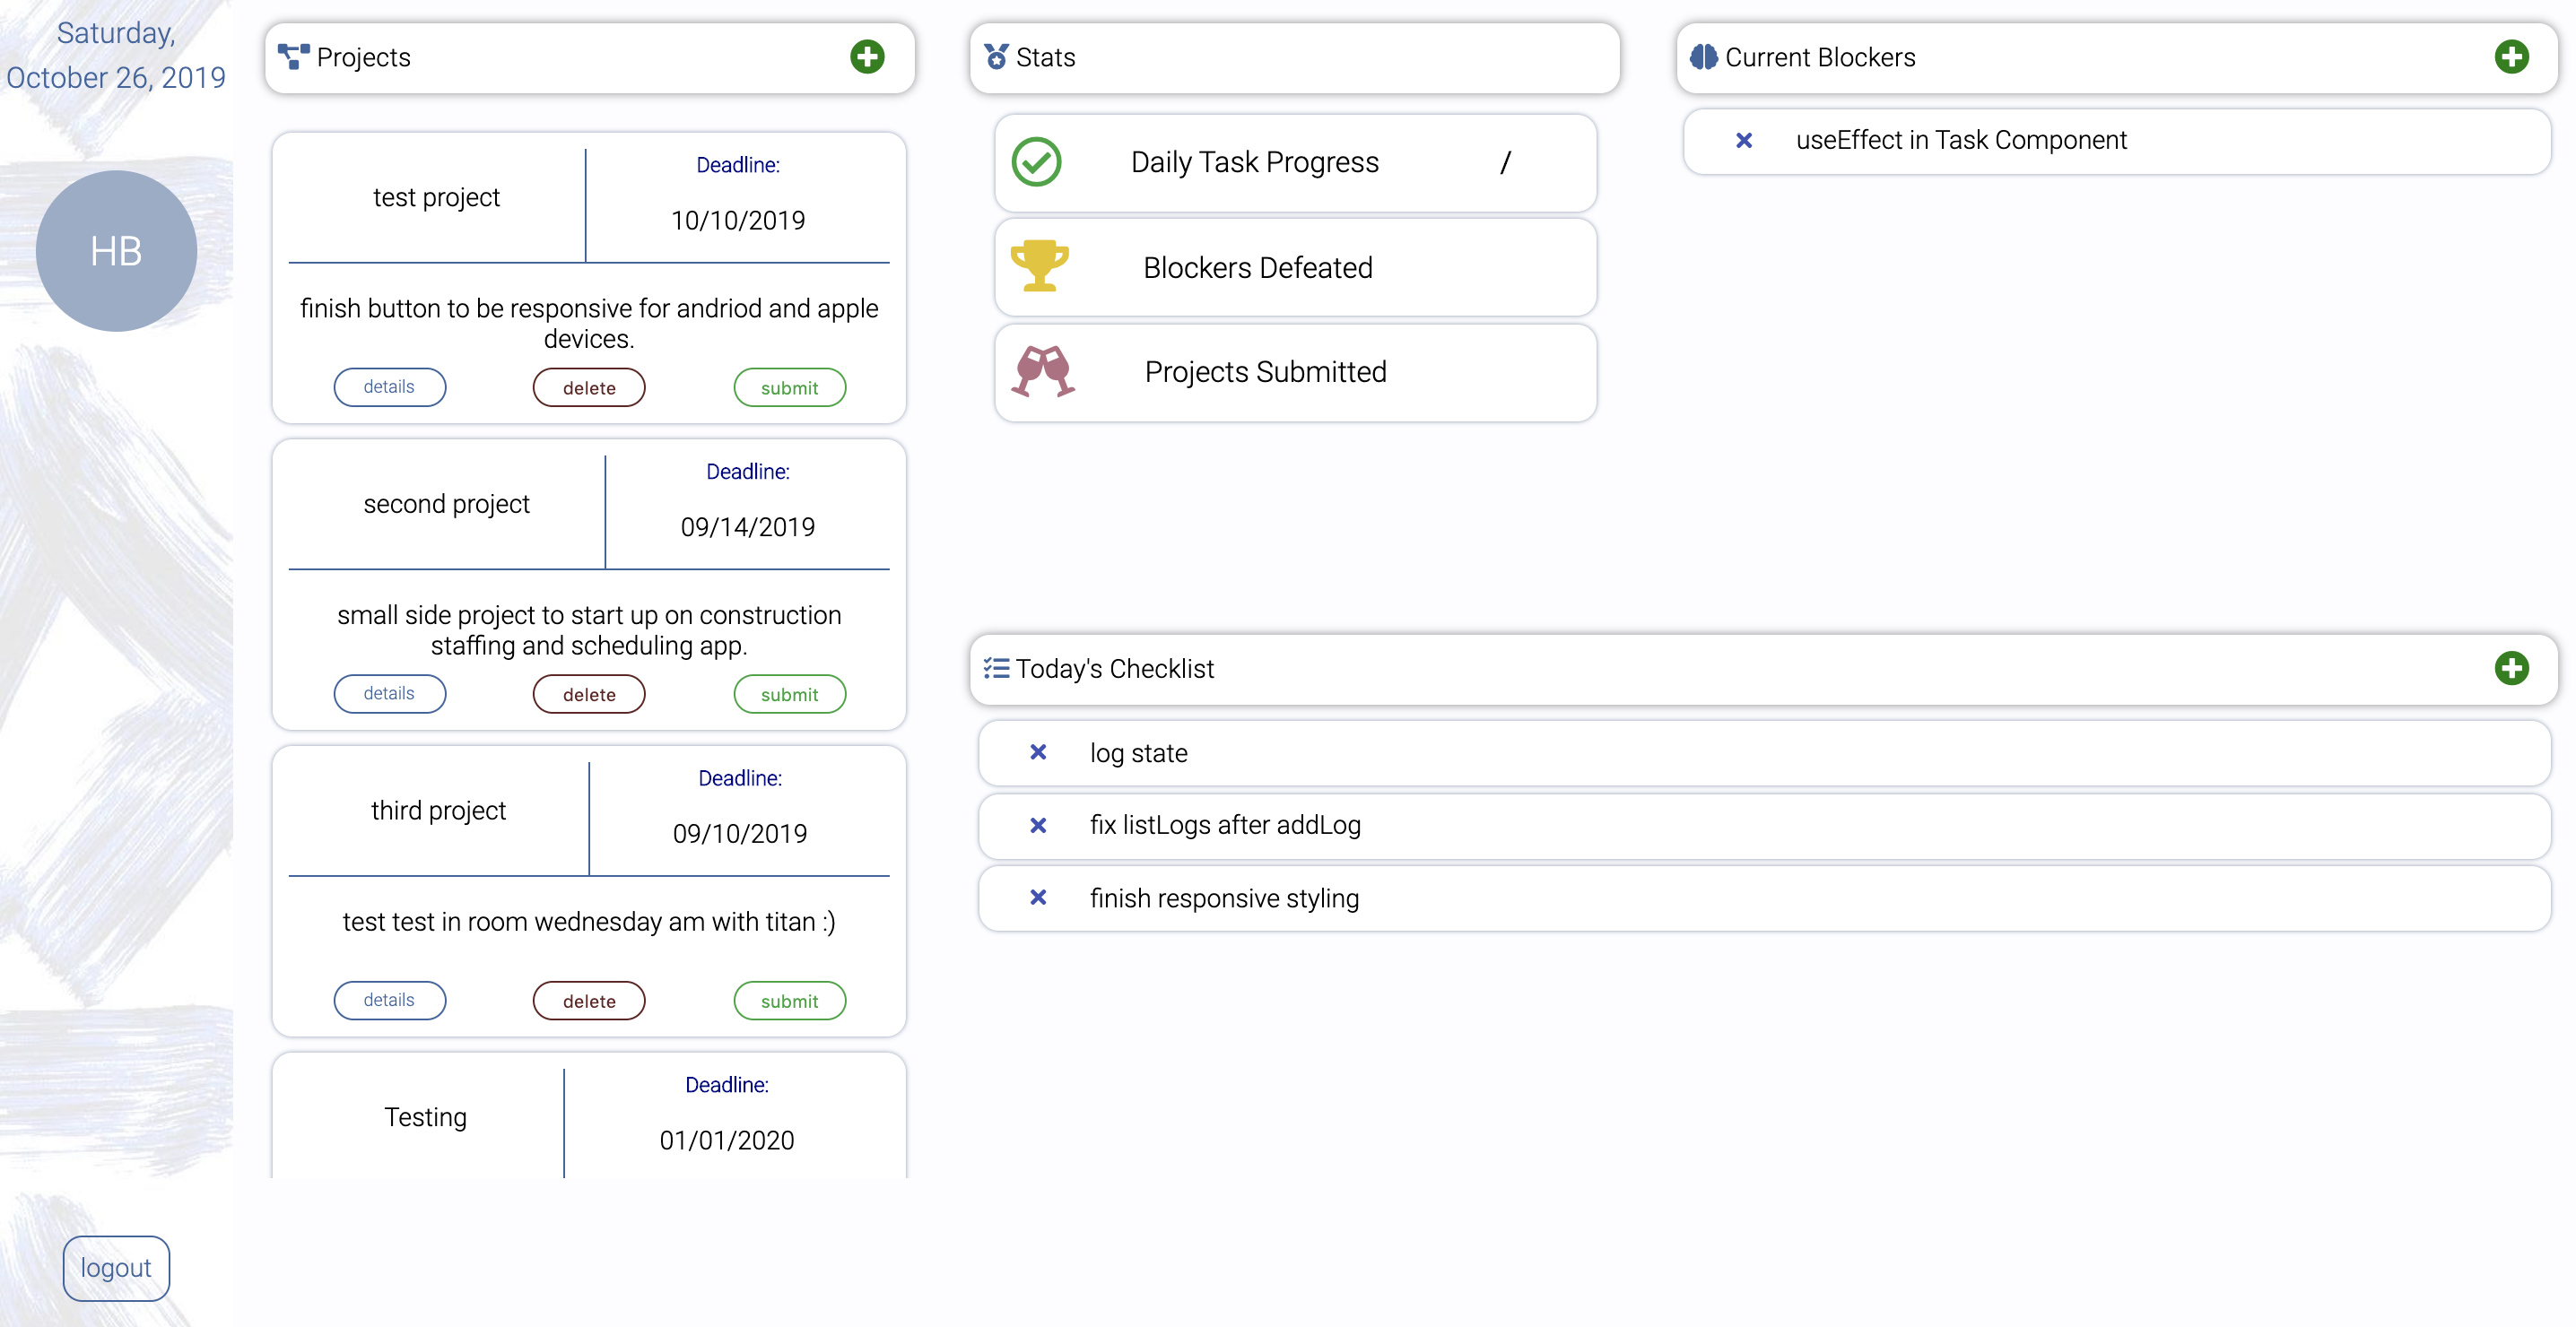 Saturday,
October 26, 2019
HB
logout
Projects
test project
Deadline:
10/10/2019
finish button to be responsive for andriod and apple
devices.
details
delete
submit
second project
Deadline:
09/14/2019
small side project to start up on construction
staffing and scheduling app.
details
delete
submit
third project
Deadline:
09/10/2019
test test in room wednesday am with titan :)
details
delete
submit
Testing
Deadline:
01/01/2020
Stats
Daily Task Progress /
Blockers Defeated
Projects Submitted
Current Blockers
useEffect in Task Component
Today's Checklist
log state
fix listLogs after addLog
finish responsive styling